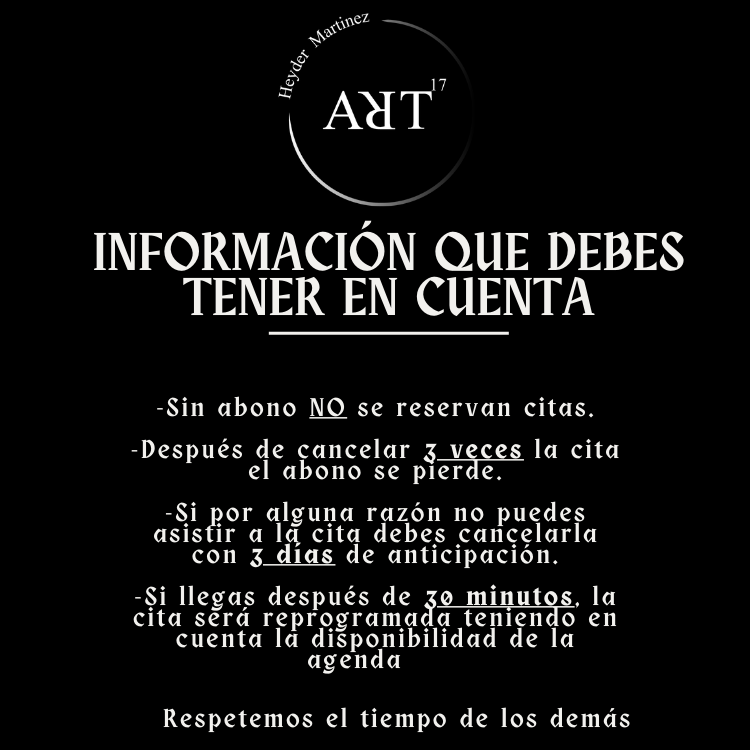 Heyder Martinez
ART 17
INFORMACIÓN QUE DEBES
TENER EN CUENTA
-Sin abono NO se reservan citas.
-Después de cancelar 3 veces la cita
el abono se pierde.
-Si por alguna razón no puedes
asistir a la cita debes cancelarla
con 3 días de anticipación.
-Si llegas después de 30 minutos, la
cita será reprogramada teniendo en
cuenta la disponibilidad de la
agenda
Respetemos el tiempo de los demás